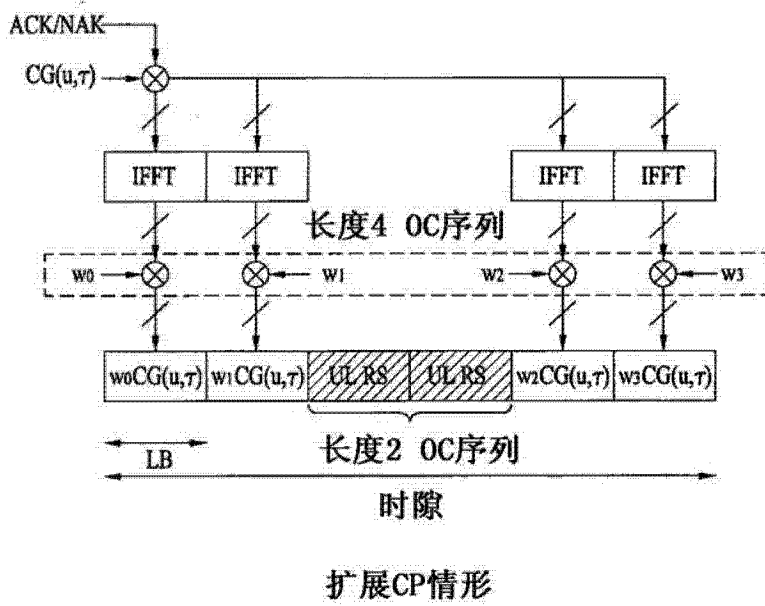 ACK/NAK
CG(u,τ)
IFFT IFFT IFFT IFFT
长度4 OC序列
W0 W1 W2 W3
W0CG(u,τ) W1CG(u,τ) UL RS UL RS W2CG(u,τ) W3CG(u,τ)
LB
长度2 OC序列
时隙
扩展CP情形